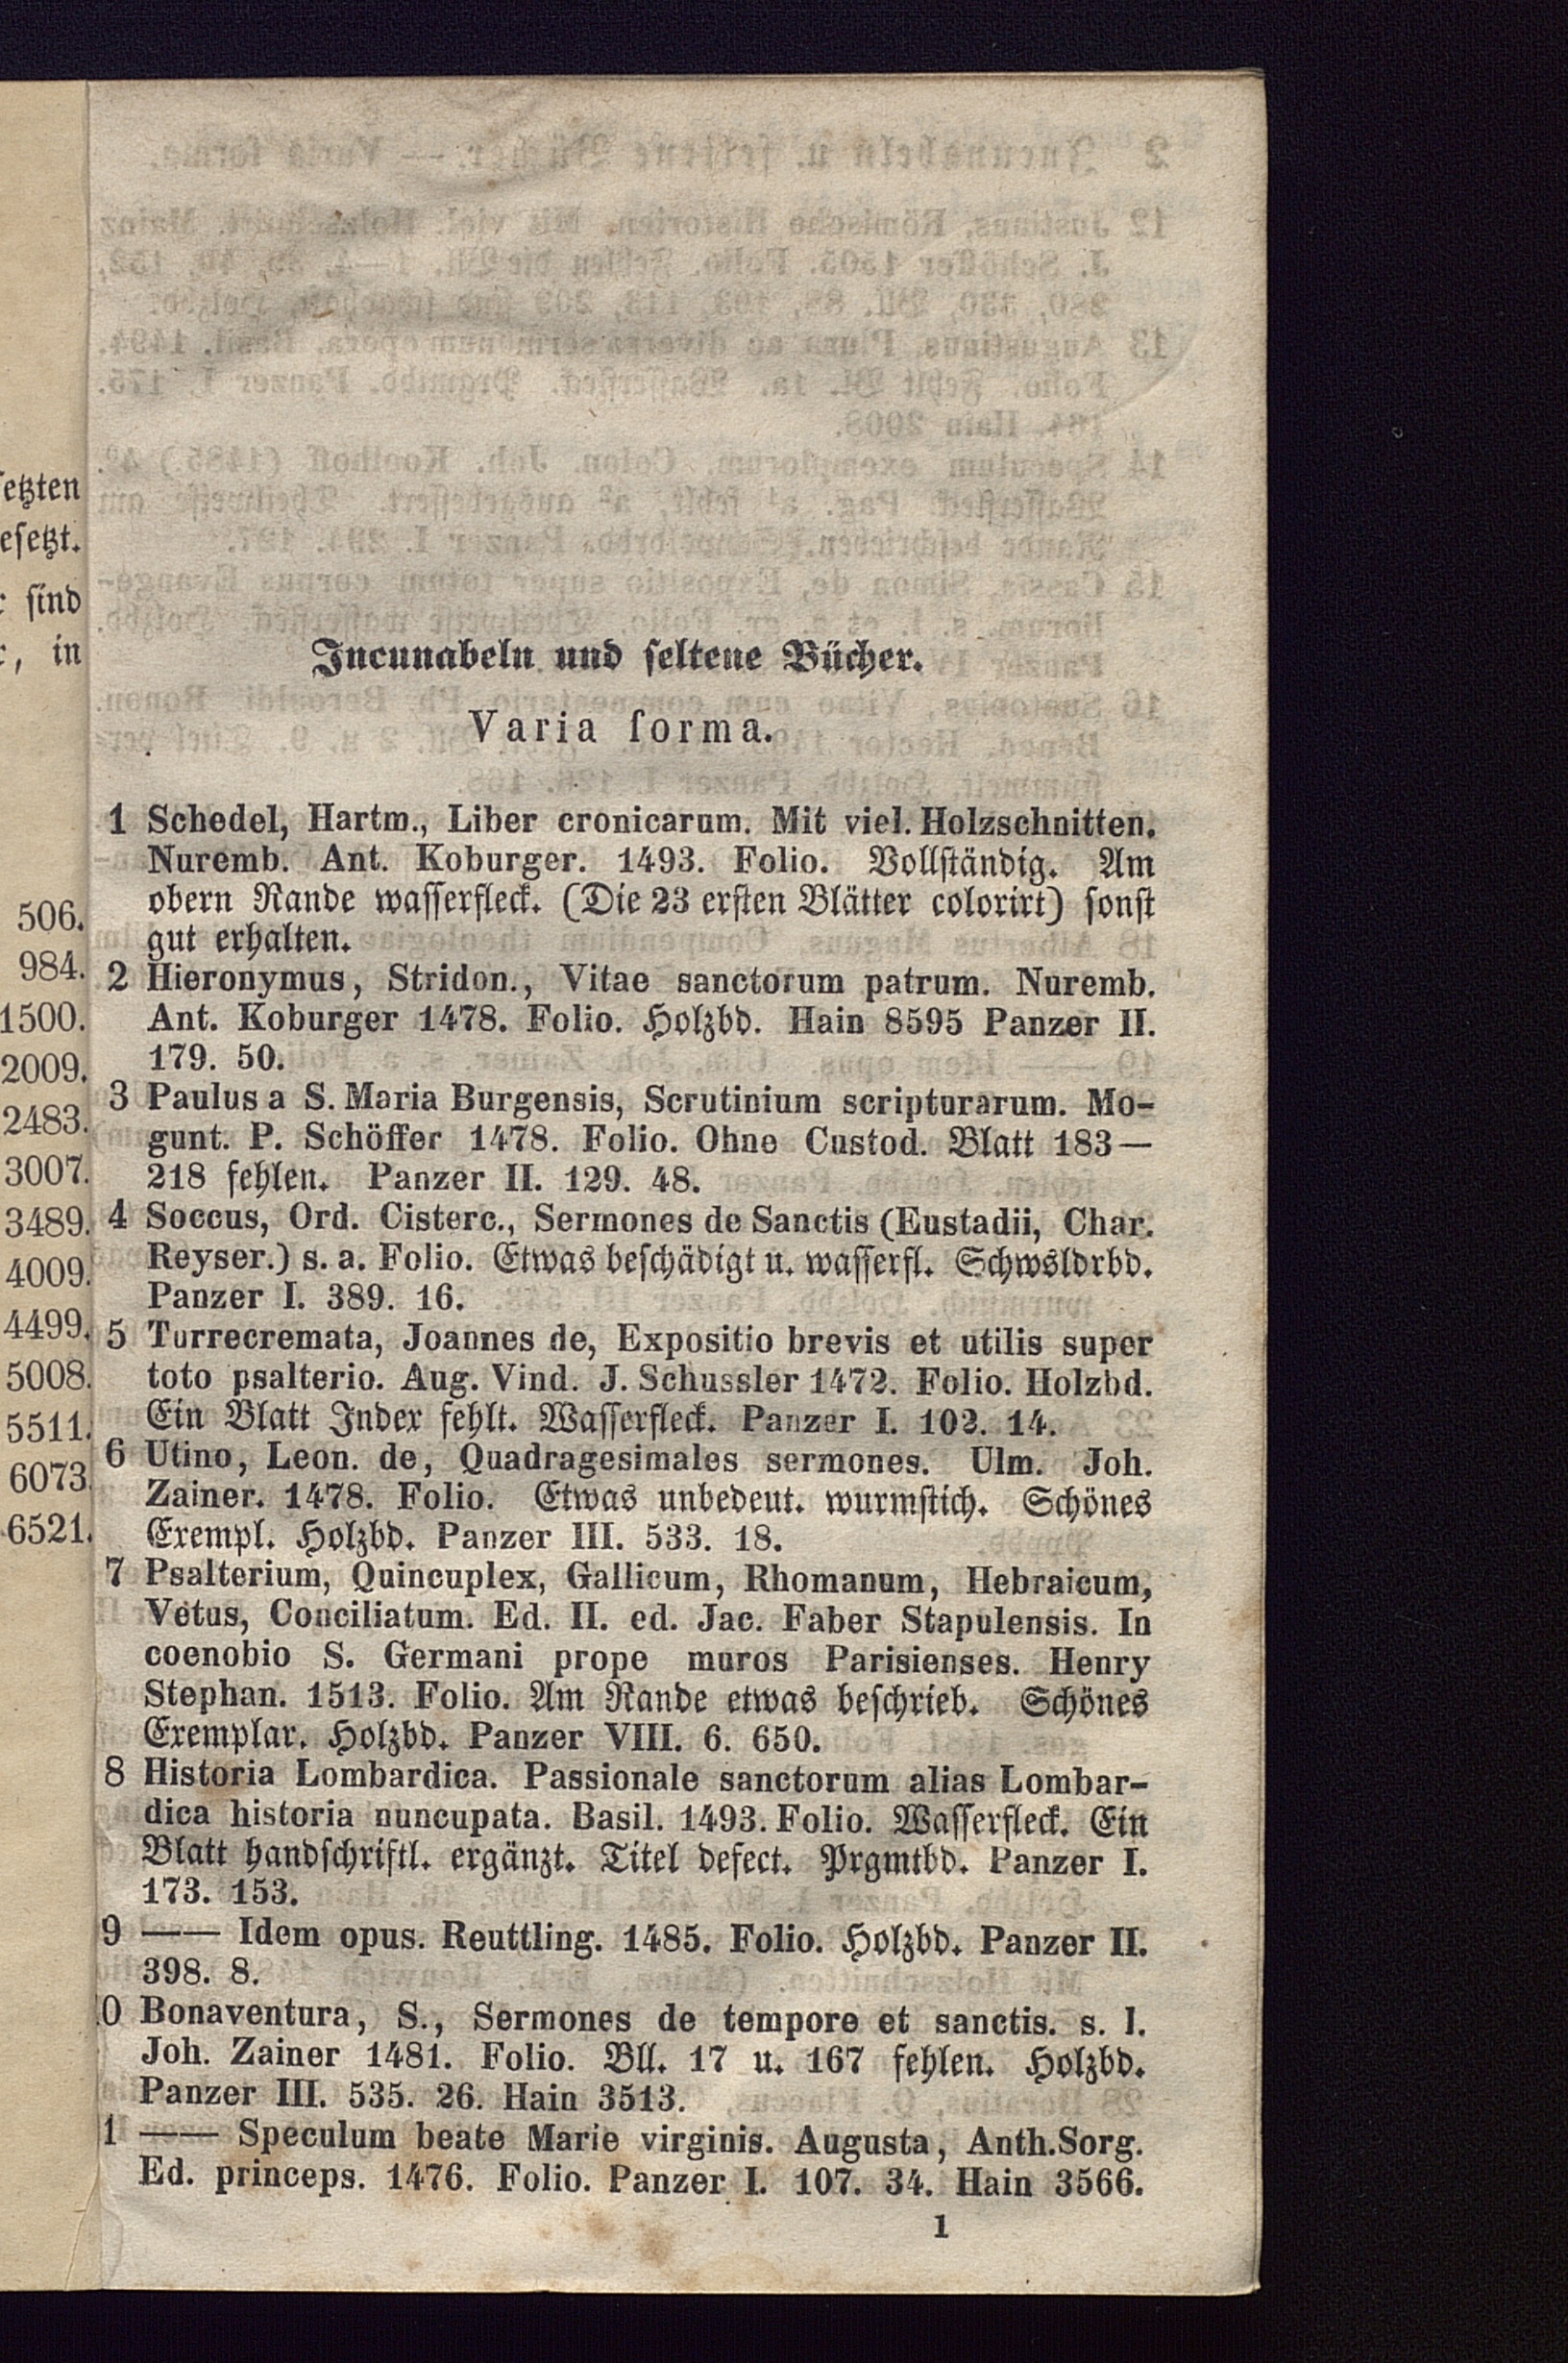 setzten
esetzt.
sind
, in
506.
984.
1500.
2009.
2483.
3007.
3489.
4009.
4499.
5008.
5511.
6073.
6521.
Incunabeln und seltene Bücher.
Varia forma.
1 Schedel, Hartm., Liber cronicarum. Mit viel. Holzschnitten.
Nuremb. Ant. Koburger. 1493. Folio. Vollständig. Am
obern Rande wasserfleck. (Die 23 ersten Blätter colorirt) sonst
gut erhalten.
2 Hieronymus, Stridon., Vitae sanctorum patrum. Nuremb.
Ant. Koburger 1478. Folio. Holzbd. Hain 8595 Panzer II.
179. 50.
3 Paulus a S. Maria Burgensis, Scrutinium scripturarum. Mo-
gunt. P. Schöffer 1478. Folio. Ohne Custod. Blatt 183—
218 fehlen. Panzer II. 129. 48.
4 Soccus, Ord. Cisterc., Sermones de Sanctis (Eustadii, Char.
Reyser.) s. a. Folio. Etwas beschädigt u. wasserfl. Schwsldrbd.
Panzer I. 389. 16.
5 Turrecremata, Joannes de, Expositio brevis et utilis super
toto psalterio. Aug. Vind. J. Schussler 1472. Folio. Holzbd.
Ein Blatt Index fehlt. Wasserfleck. Panzer I. 102. 14.
6 Utino, Leon. de, Quadragesimales sermones. Ulm. Joh.
Zainer. 1478. Folio. Etwas unbedeut. wurmstich. Schönes
Exempl. Holzbd. Panzer III. 533. 18.
7 Psalterium, Quincuplex, Gallicum, Rhomanum, Hebraicum,
Vetus, Conciliatum. Ed. II. ed. Jac. Faber Stapulensis. In
coenobio S. Germani prope muros Parisienses. Henry
Stephan. 1513. Folio. Am Rande etwas beschrieb. Schönes
Exemplar. Holzbd. Panzer VIII. 6. 650.
8 Historia Lombardica. Passionale sanctorum alias Lombar-
dica historia nuncupata. Basil. 1493. Folio. Wasserfleck. Ein
Blatt handschriftl. ergänzt. Titel defect. Prgmtbd. Panzer I.
173. 153.
9 —— Idem opus. Reuttling. 1485. Folio. Holzbd. Panzer II.
398. 8.
0 Bonaventura, S., Sermones de tempore et sanctis. s. l.
Joh. Zainer 1481. Folio. Bll. 17 u. 167 fehlen. Holzbd.
Panzer III. 535. 26. Hain 3513.
1 —— Speculum beate Marie virginis. Augusta, Anth. Sorg.
Ed. princeps. 1476. Folio. Panzer I. 107. 34. Hain 3566.
1